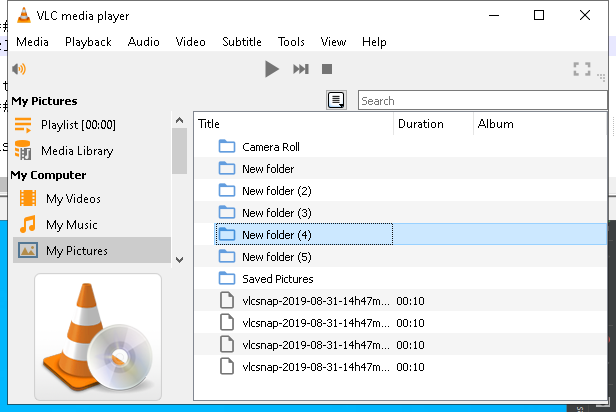 VLC media player
Media Playback Audio Video Subtitle Tools View Help
My Pictures
Search
Playlist [00:00]
Media Library
My Computer
My Videos
My Music
My Pictures
Title Duration Album
Camera Roll
New folder
New folder (2)
New folder (3)
New folder (4)
New folder (5)
Saved Pictures
vlcsnap-2019-08-31-14h47m... 00:10
vlcsnap-2019-08-31-14h47m... 00:10
vlcsnap-2019-08-31-14h47m... 00:10
vlcsnap-2019-08-31-14h47m... 00:10